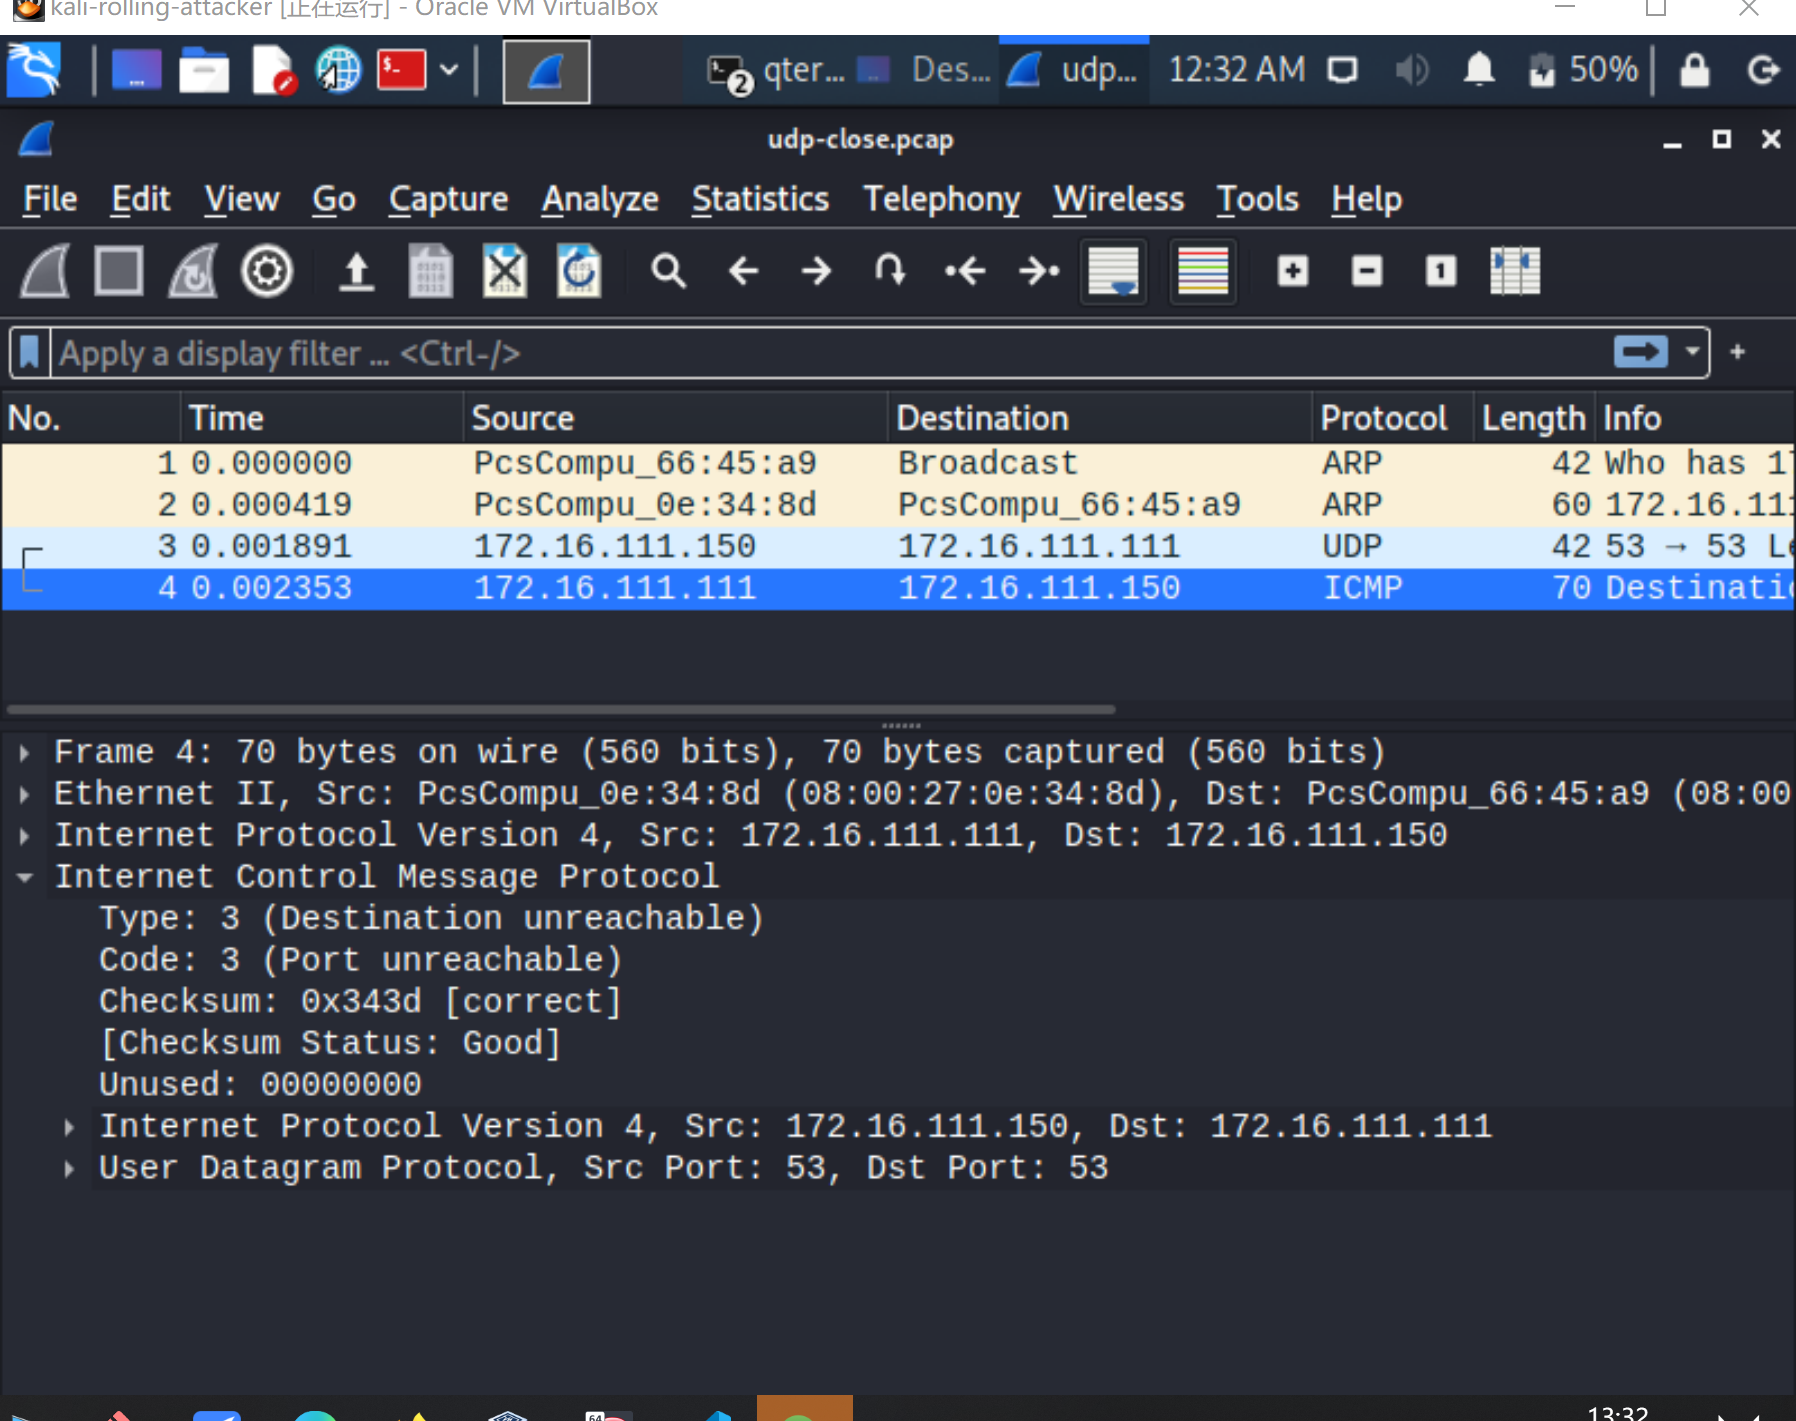 kali-rolling-attacker [正在运行] - Oracle VM VirtualBox
$-
2 qter... Des... udp... 12:32 AM 50%
udp-close.pcap
File Edit View Go Capture Analyze Statistics Telephony Wireless Tools Help
Apply a display filter ... <Ctrl-/>
No. Time Source Destination Protocol Length Info
1 0.000000 PcsCompu_66:45:a9 Broadcast ARP 42 Who has
2 0.000419 PcsCompu_0e:34:8d PcsCompu_66:45:a9 ARP 60 172.16.11
3 0.001891 172.16.111.150 172.16.111.111 UDP 42 53 → 53
4 0.002353 172.16.111.111 172.16.111.150 ICMP 70 Destinati
Frame 4: 70 bytes on wire (560 bits), 70 bytes captured (560 bits)
Ethernet II, Src: PcsCompu_0e:34:8d (08:00:27:0e:34:8d), Dst: PcsCompu_66:45:a9 (08:00
Internet Protocol Version 4, Src: 172.16.111.111, Dst: 172.16.111.150
Internet Control Message Protocol
Type: 3 (Destination unreachable)
Code: 3 (Port unreachable)
Checksum: 0x343d [correct]
[Checksum Status: Good]
Unused: 00000000
Internet Protocol Version 4, Src: 172.16.111.150, Dst: 172.16.111.111
User Datagram Protocol, Src Port: 53, Dst Port: 53
64
13:32